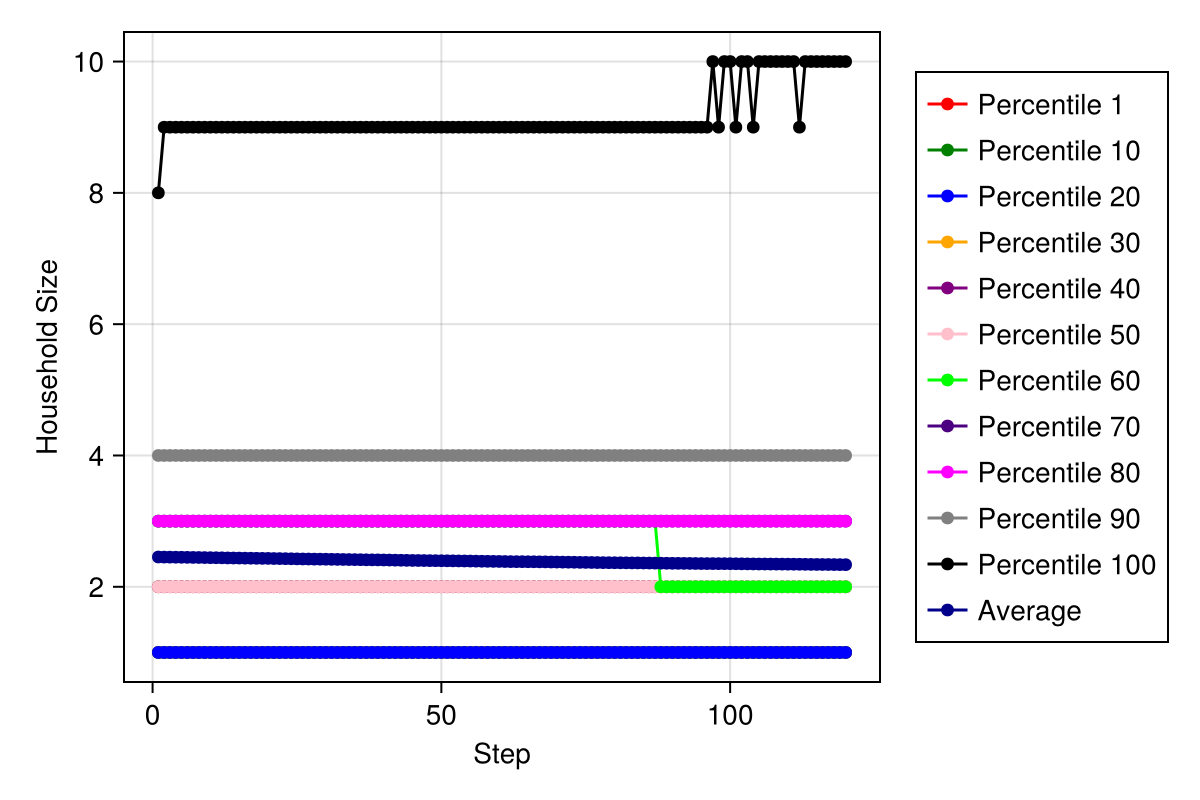 10
8
6
4
2
Household Size
0
50
100
Step
Percentile 1
Percentile 10
Percentile 20
Percentile 30
Percentile 40
Percentile 50
Percentile 60
Percentile 70
Percentile 80
Percentile 90
Percentile 100
Average